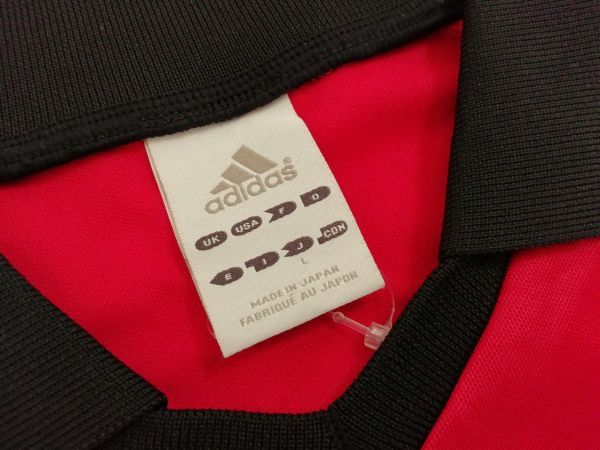 adidas®
UK USA F D
E I J CDN
L
MADE IN JAPAN
FABRIQUÉ AU JAPON